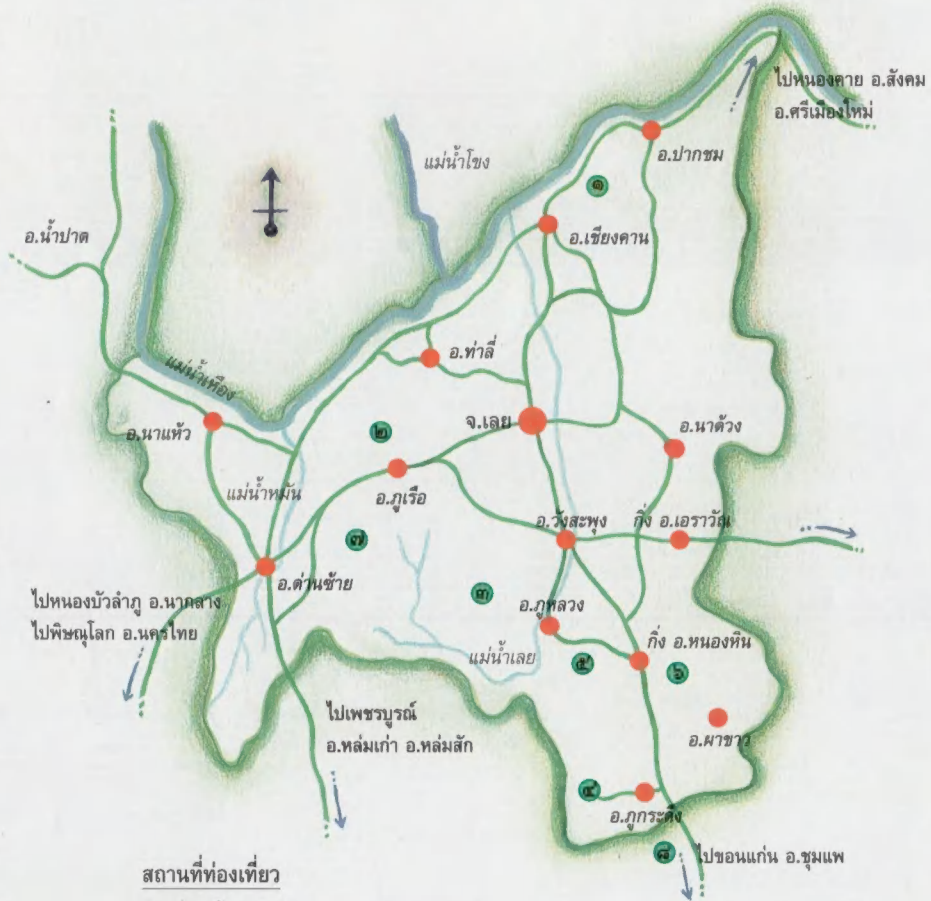 ไปหนองคาย อ.สังคม
อ.ศรีเมืองใหม่
อ.ปากชม
แม่น้ำโขง
๑
อ.น้ำปาด
อ.เชียงคาน
อ.ท่าลี่
แม่น้ำเหือง
จ.เลย
อ.นาแห้ว
๒
อ.นาด้วง
แม่น้ำหมัน
อ.ภูเรือ
อ.วังสะพุง
กิ่ง อ.เอราวัณ
๗
อ.ด่านซ้าย
๓
ไปหนองบัวลำภู อ.นากลาง
ไปพิษณุโลก อ.นครไทย
อ.ภูหลวง
แม่น้ำเลย
๕
กิ่ง อ.หนองหิน
๖
ไปเพชรบูรณ์
อ.หล่มเก่า อ.หล่มสัก
อ.ผาขาว
๔
อ.ภูกระดึง
๘
ไปขอนแก่น อ.ชุมแพ
สถานที่ท่องเที่ยว